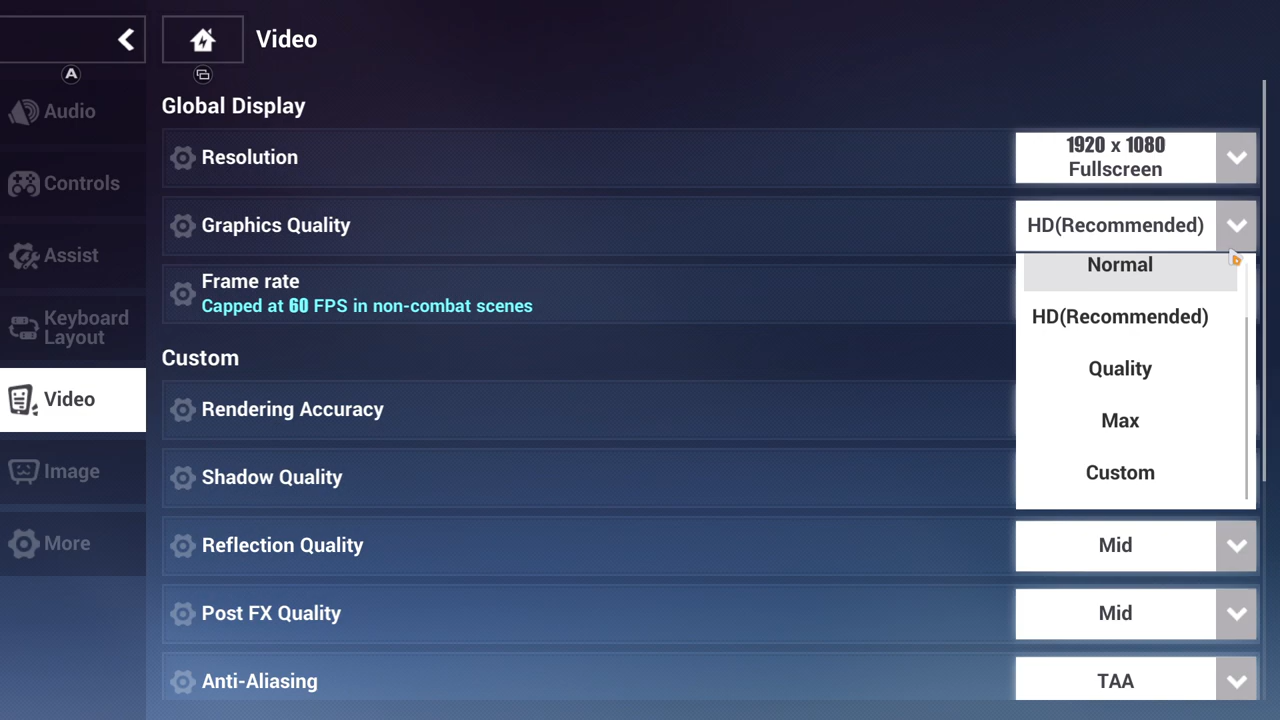 Video
A
Audio
Controls
Assist
Keyboard
Layout
Video
Image
More
Global Display
Resolution
1920 x 1080
Fullscreen
Graphics Quality
HD(Recommended)
Normal
HD(Recommended)
Quality
Max
Custom
Frame rate
Capped at 60 FPS in non-combat scenes
Custom
Rendering Accuracy
Shadow Quality
Reflection Quality
Mid
Post FX Quality
Mid
Anti-Aliasing
TAA